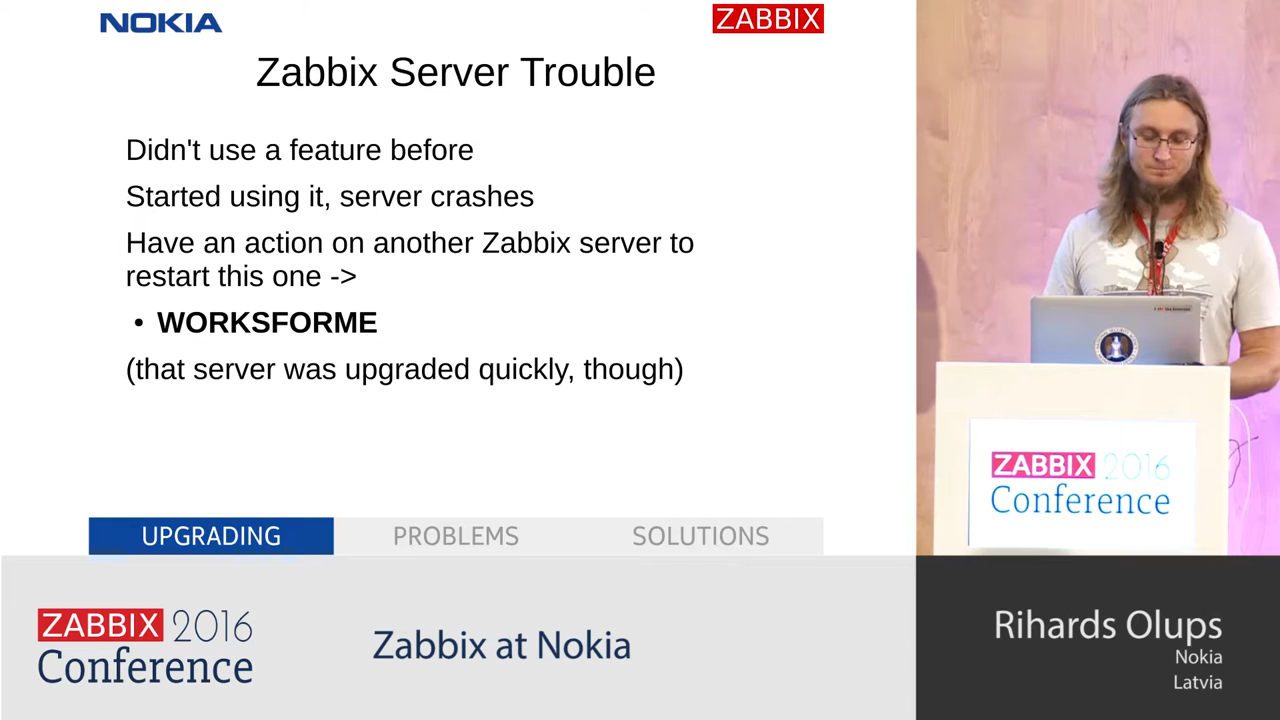 NOKIA
ZABBIX
Zabbix Server Trouble
Didn't use a feature before
Started using it, server crashes
Have an action on another Zabbix server to
restart this one ->
• WORKSFORME
(that server was upgraded quickly, though)
UPGRADING
PROBLEMS
SOLUTIONS
ZABBIX 2016
Conference
ZABBIX 2016
Conference
Zabbix at Nokia
Rihards Olups
Nokia
Latvia